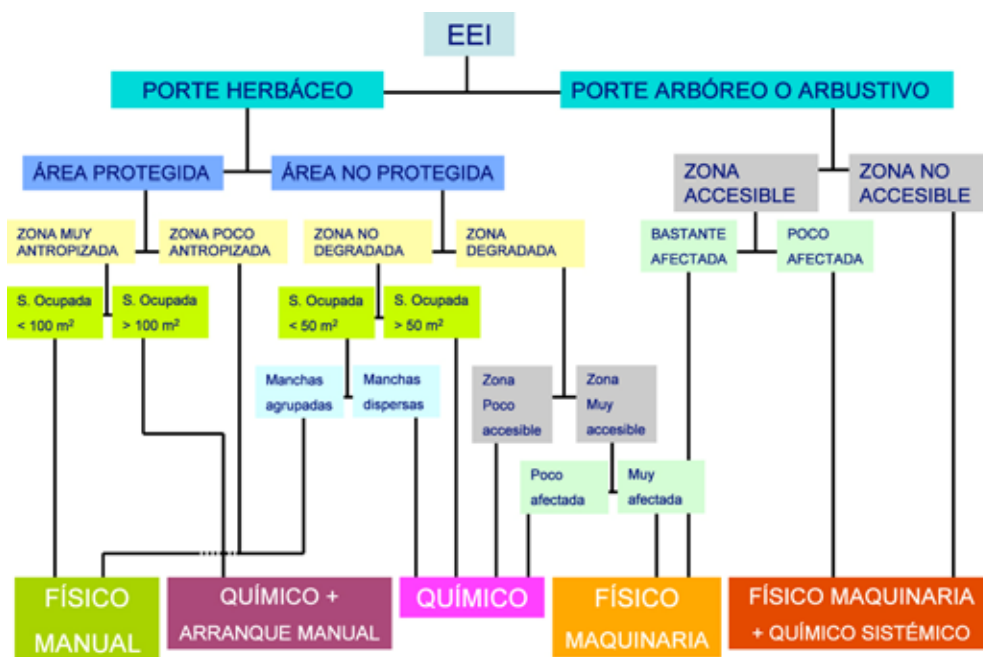 EEI
PORTE HERBÁCEO
PORTE ARBÓREO O ARBUSTIVO
ÁREA PROTEGIDA
ÁREA NO PROTEGIDA
ZONA
ACCESIBLE
ZONA NO
ACCESIBLE
ZONA MUY
ANTROPIZADA
ZONA POCO
ANTROPIZADA
ZONA NO
DEGRADADA
ZONA
DEGRADADA
BASTANTE
AFECTADA
POCO
AFECTADA
S. Ocupada
< 100 m²
S. Ocupada
> 100 m²
S. Ocupada
< 50 m²
S. Ocupada
> 50 m²
Manchas
agrupadas
Manchas
dispersas
Zona
Poco
accesible
Zona
Muy
accesible
Poco
afectada
Muy
afectada
FÍSICO
MANUAL
QUÍMICO +
ARRANQUE MANUAL
QUÍMICO
FÍSICO
MAQUINARIA
FÍSICO MAQUINARIA
+ QUÍMICO SISTÉMICO